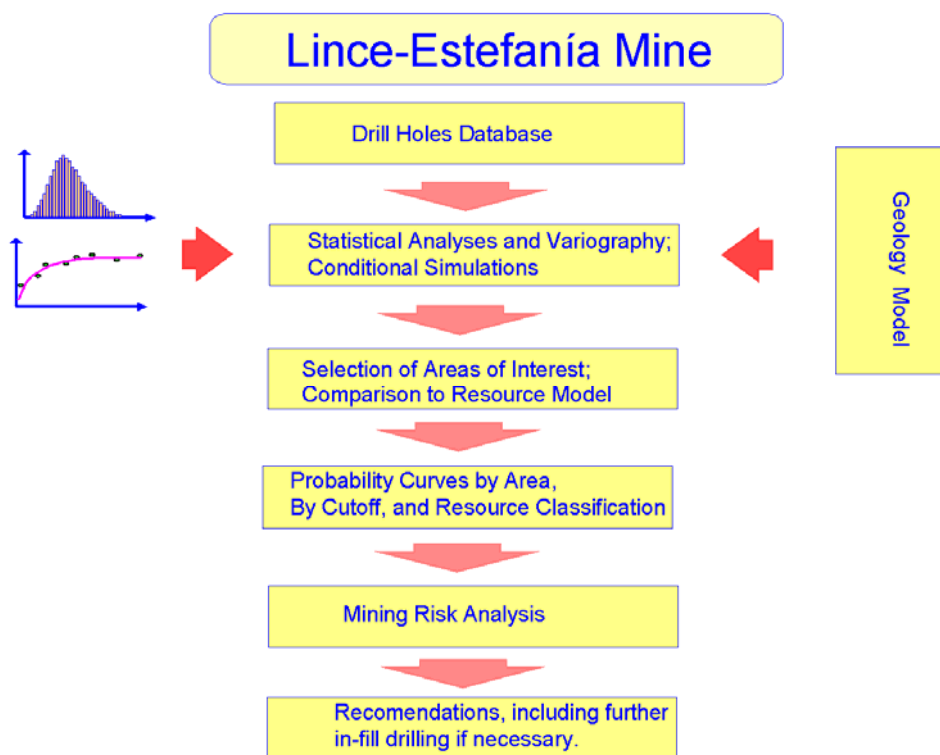 Lince-Estefanía Mine
Drill Holes Database
Statistical Analyses and Variography;
Conditional Simulations
Geology Model
Selection of Areas of Interest;
Comparison to Resource Model
Probability Curves by Area,
By Cutoff, and Resource Classification
Mining Risk Analysis
Recomendations, including further
in-fill drilling if necessary.